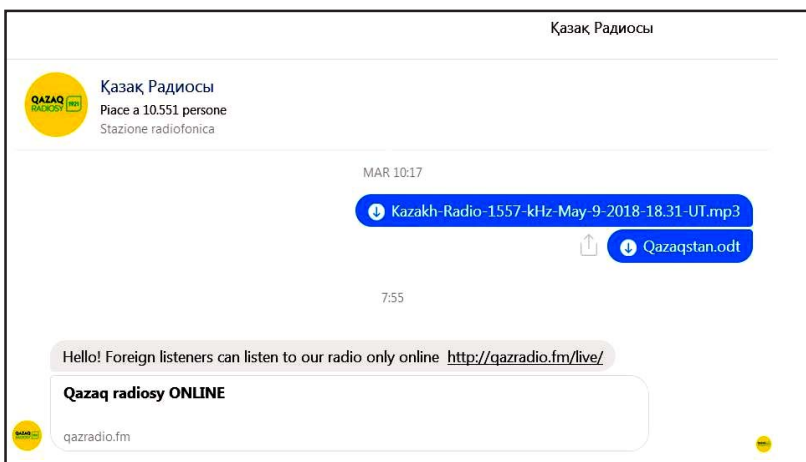 Қазақ Радиосы
QAZAQ
RADIOSY 1921
Қазақ Радиосы
Piace a 10.551 persone
Stazione radiofonica
MAR 10:17
Kazakh-Radio-1557-kHz-May-9-2018-18.31-UT.mp3
Qazaqstan.odt
7:55
Hello! Foreign listeners can listen to our radio only online http://qazradio.fm/live/
Qazaq radiosy ONLINE
qazradio.fm